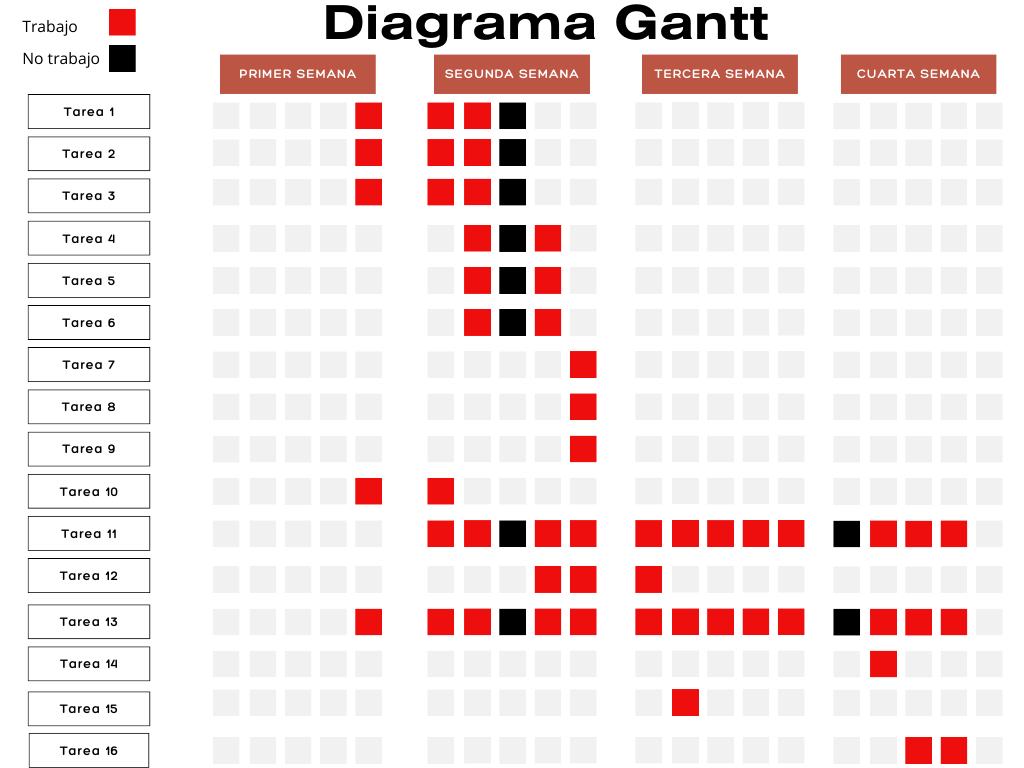 Diagrama Gantt
Trabajo
No trabajo
PRIMER SEMANA
SEGUNDA SEMANA
TERCERA SEMANA
CUARTA SEMANA
Tarea 1
Tarea 2
Tarea 3
Tarea 4
Tarea 5
Tarea 6
Tarea 7
Tarea 8
Tarea 9
Tarea 10
Tarea 11
Tarea 12
Tarea 13
Tarea 14
Tarea 15
Tarea 16